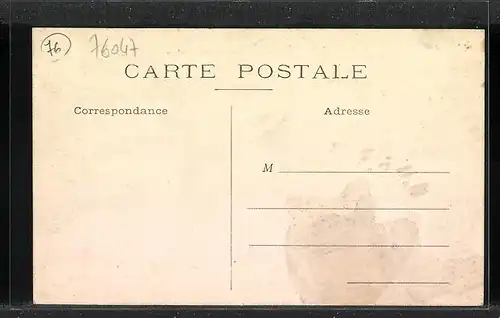 76 76047
CARTE POSTALE
Correspondance Adresse
M